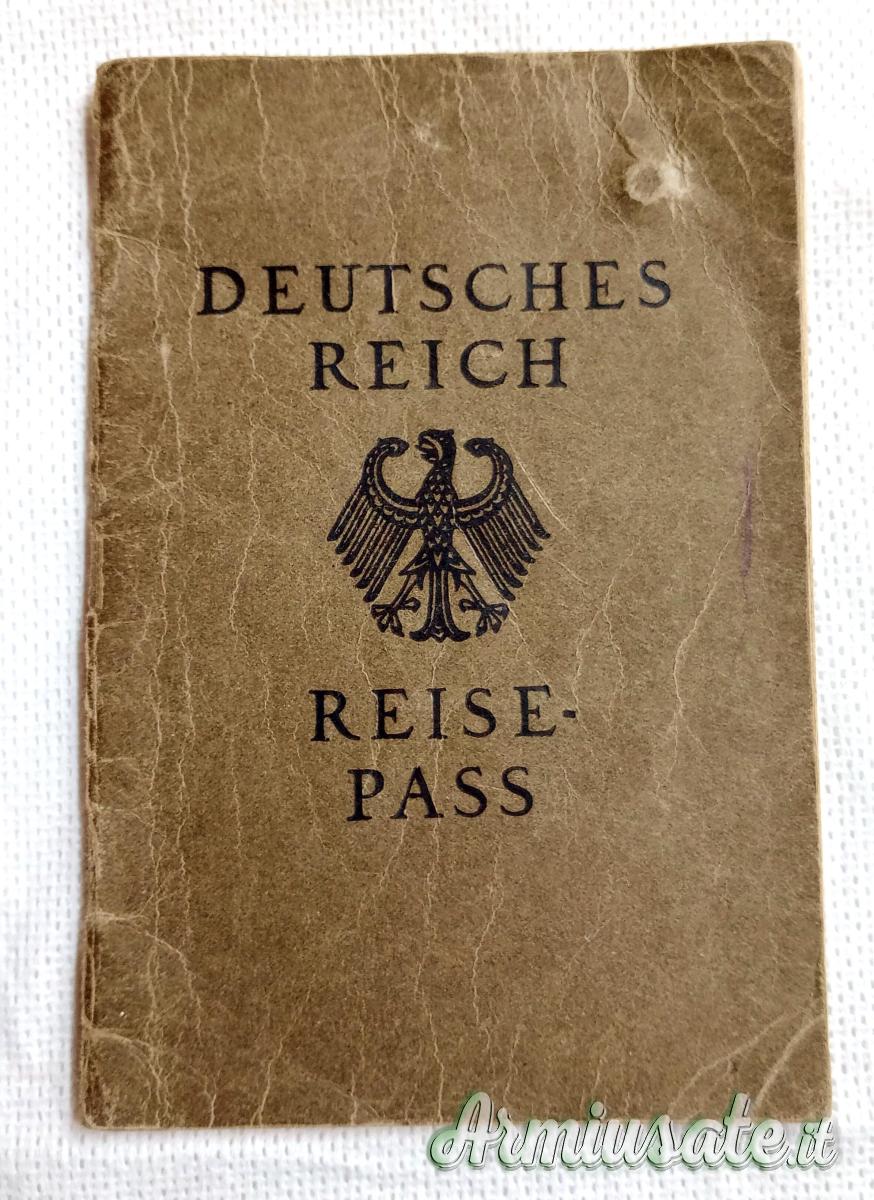 DEUTSCHES
REICH
REISE-
PASS
Armiusate.it